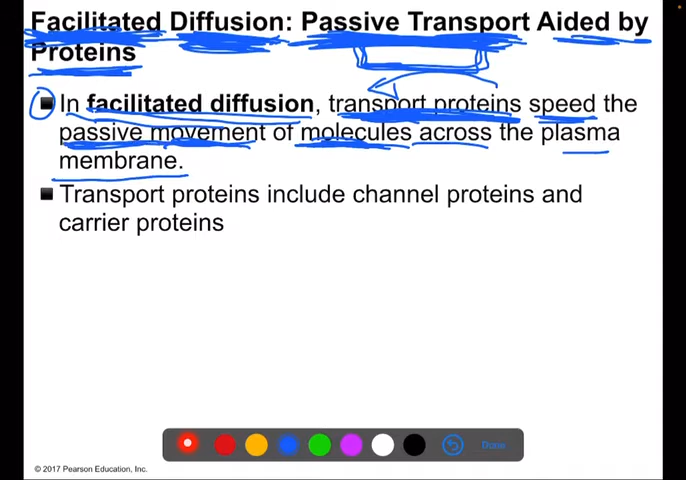 Facilitated Diffusion: Passive Transport Aided by
Proteins
In facilitated diffusion, transport proteins speed the
passive movement of molecules across the plasma
membrane.
Transport proteins include channel proteins and
carrier proteins
Done
© 2017 Pearson Education, Inc.